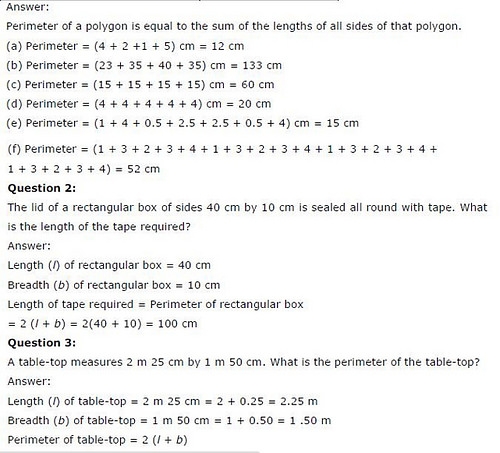 Answer:
Perimeter of a polygon is equal to the sum of the lengths of all sides of that polygon.
(a) Perimeter = (4 + 2 +1 + 5) cm = 12 cm
(b) Perimeter = (23 + 35 + 40 + 35) cm = 133 cm
(c) Perimeter = (15 + 15 + 15 + 15) cm = 60 cm
(d) Perimeter = (4 + 4 + 4 + 4 + 4) cm = 20 cm
(e) Perimeter = (1 + 4 + 0.5 + 2.5 + 2.5 + 0.5 + 4) cm = 15 cm
(f) Perimeter = (1 + 3 + 2 + 3 + 4 + 1 + 3 + 2 + 3 + 4 + 1 + 3 + 2 + 3 + 4 +
1 + 3 + 2 + 3 + 4) = 52 cm
Question 2:
The lid of a rectangular box of sides 40 cm by 10 cm is sealed all round with tape. What
is the length of the tape required?
Answer:
Length (l) of rectangular box = 40 cm
Breadth (b) of rectangular box = 10 cm
Length of tape required = Perimeter of rectangular box
= 2 (l + b) = 2(40 + 10) = 100 cm
Question 3:
A table-top measures 2 m 25 cm by 1 m 50 cm. What is the perimeter of the table-top?
Answer:
Length (l) of table-top = 2 m 25 cm = 2 + 0.25 = 2.25 m
Breadth (b) of table-top = 1 m 50 cm = 1 + 0.50 = 1 .50 m
Perimeter of table-top = 2 (l + b)